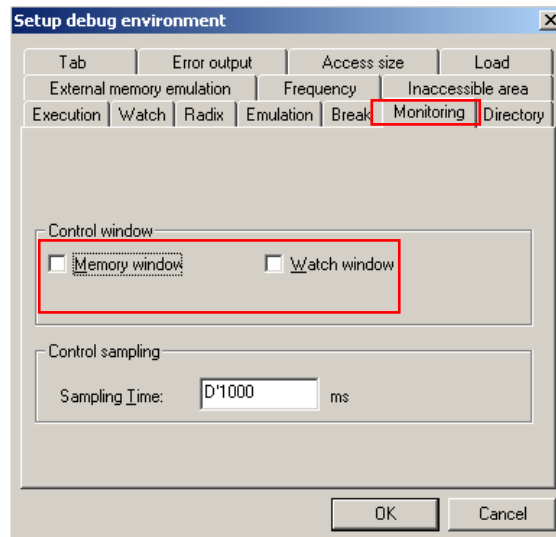 Setup debug environment
Tab Error output Access size Load
External memory emulation Frequency Inaccessible area
Execution Watch Radix Emulation Break Monitoring Directory
Control window
Memory window Watch window
Control sampling
Sampling Time: D'1000 ms
OK Cancel